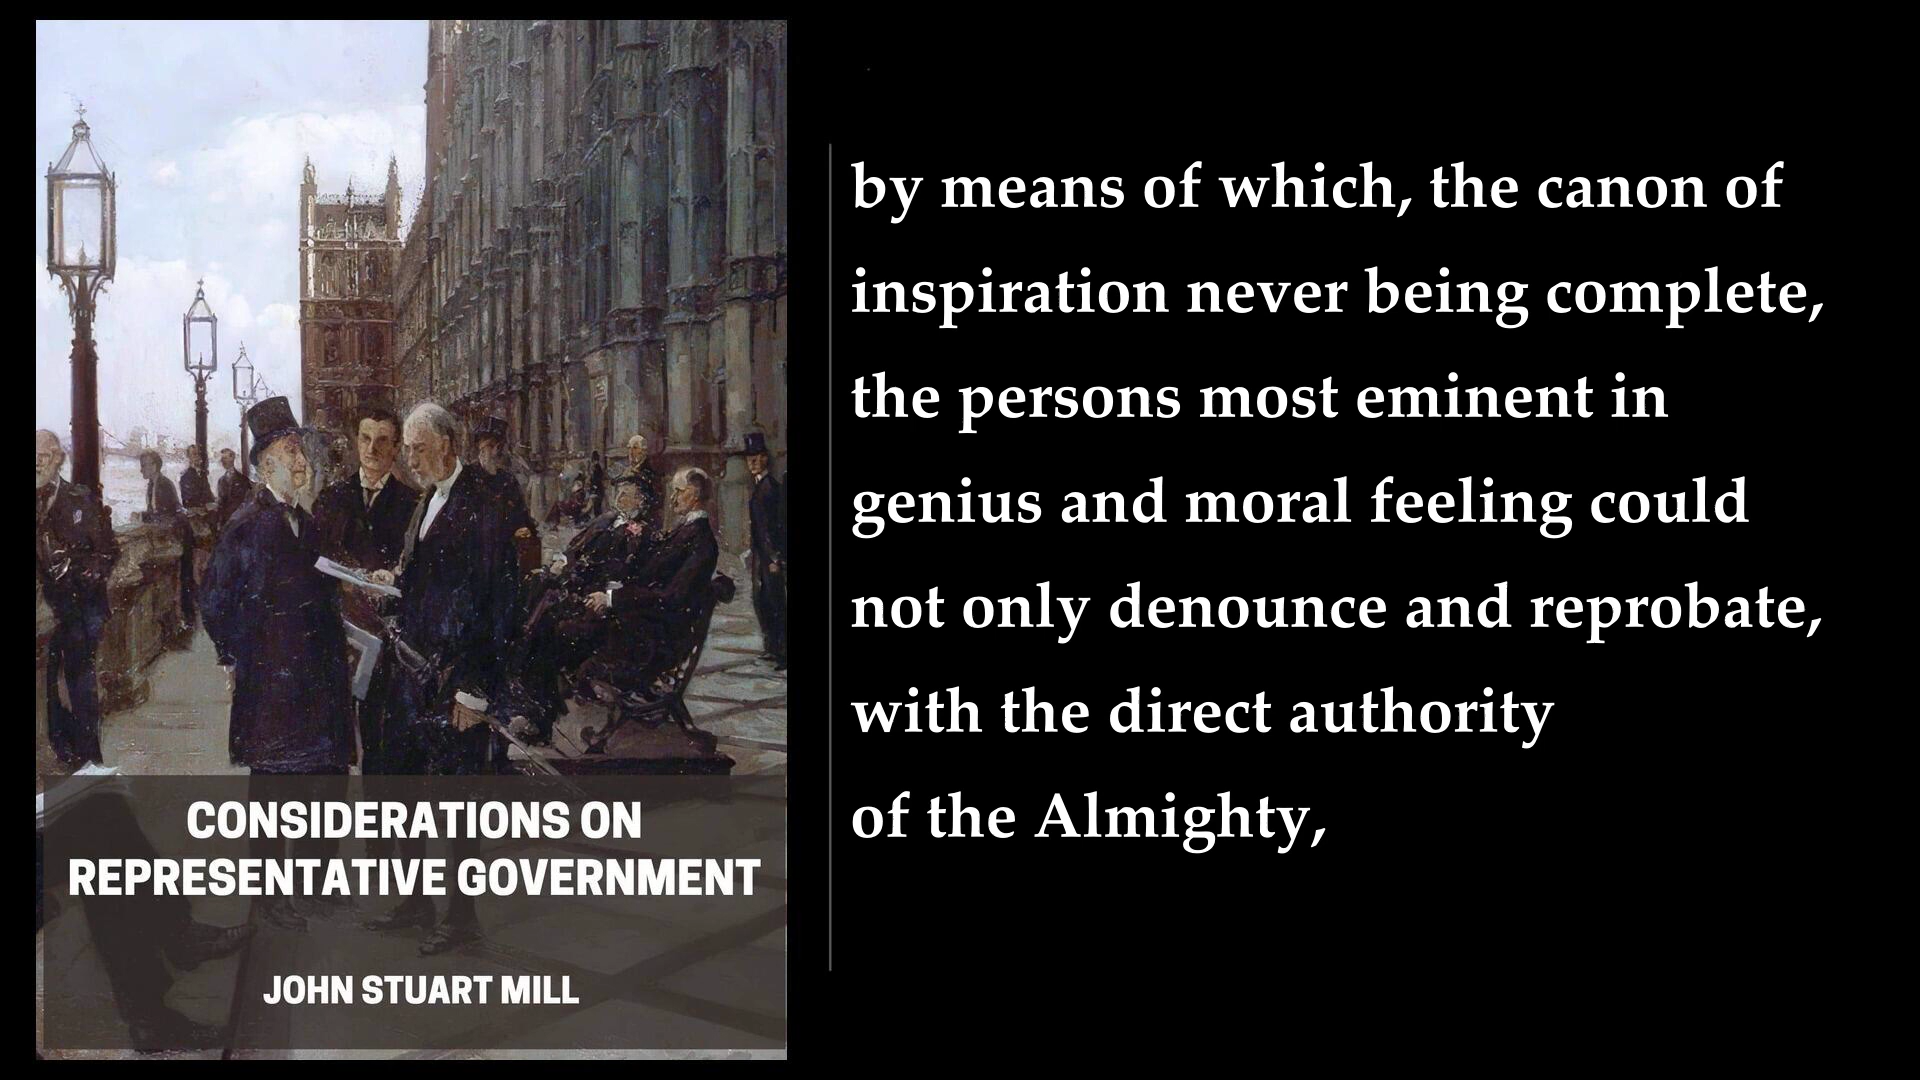 CONSIDERATIONS ON
REPRESENTATIVE GOVERNMENT
JOHN STUART MILL
by means of which, the canon of
inspiration never being complete,
the persons most eminent in
genius and moral feeling could
not only denounce and reprobate,
with the direct authority
of the Almighty,